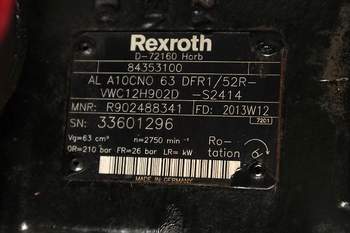 Rexroth
D-72160 Horb
84353100
AL A10CNO 63 DFR1/52R-
VWC12H902D -S2414
MNR: R902488341 FD: 2013W12
SN: 33601296 7201
Vg=63 cm³ n=2750 min⁻¹ Ro-
DR=210 bar FR=26 bar LR= kW tation
MADE IN GERMANY